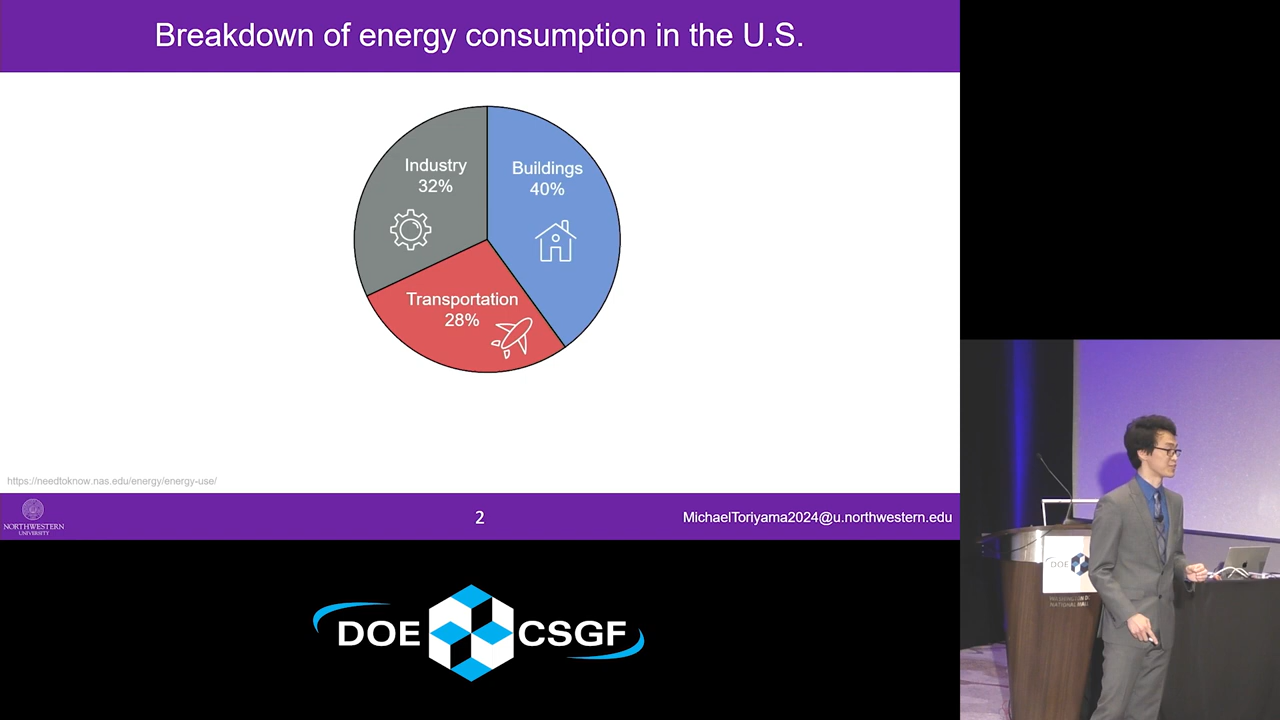 Breakdown of energy consumption in the U.S.
Industry
32%
Buildings
40%
Transportation
28%
https://needtoknow.nas.edu/energy/energy-use/
NORTHWESTERN
UNIVERSITY
2
MichaelToriyama2024@u.northwestern.edu
DOE CSGF
DOE